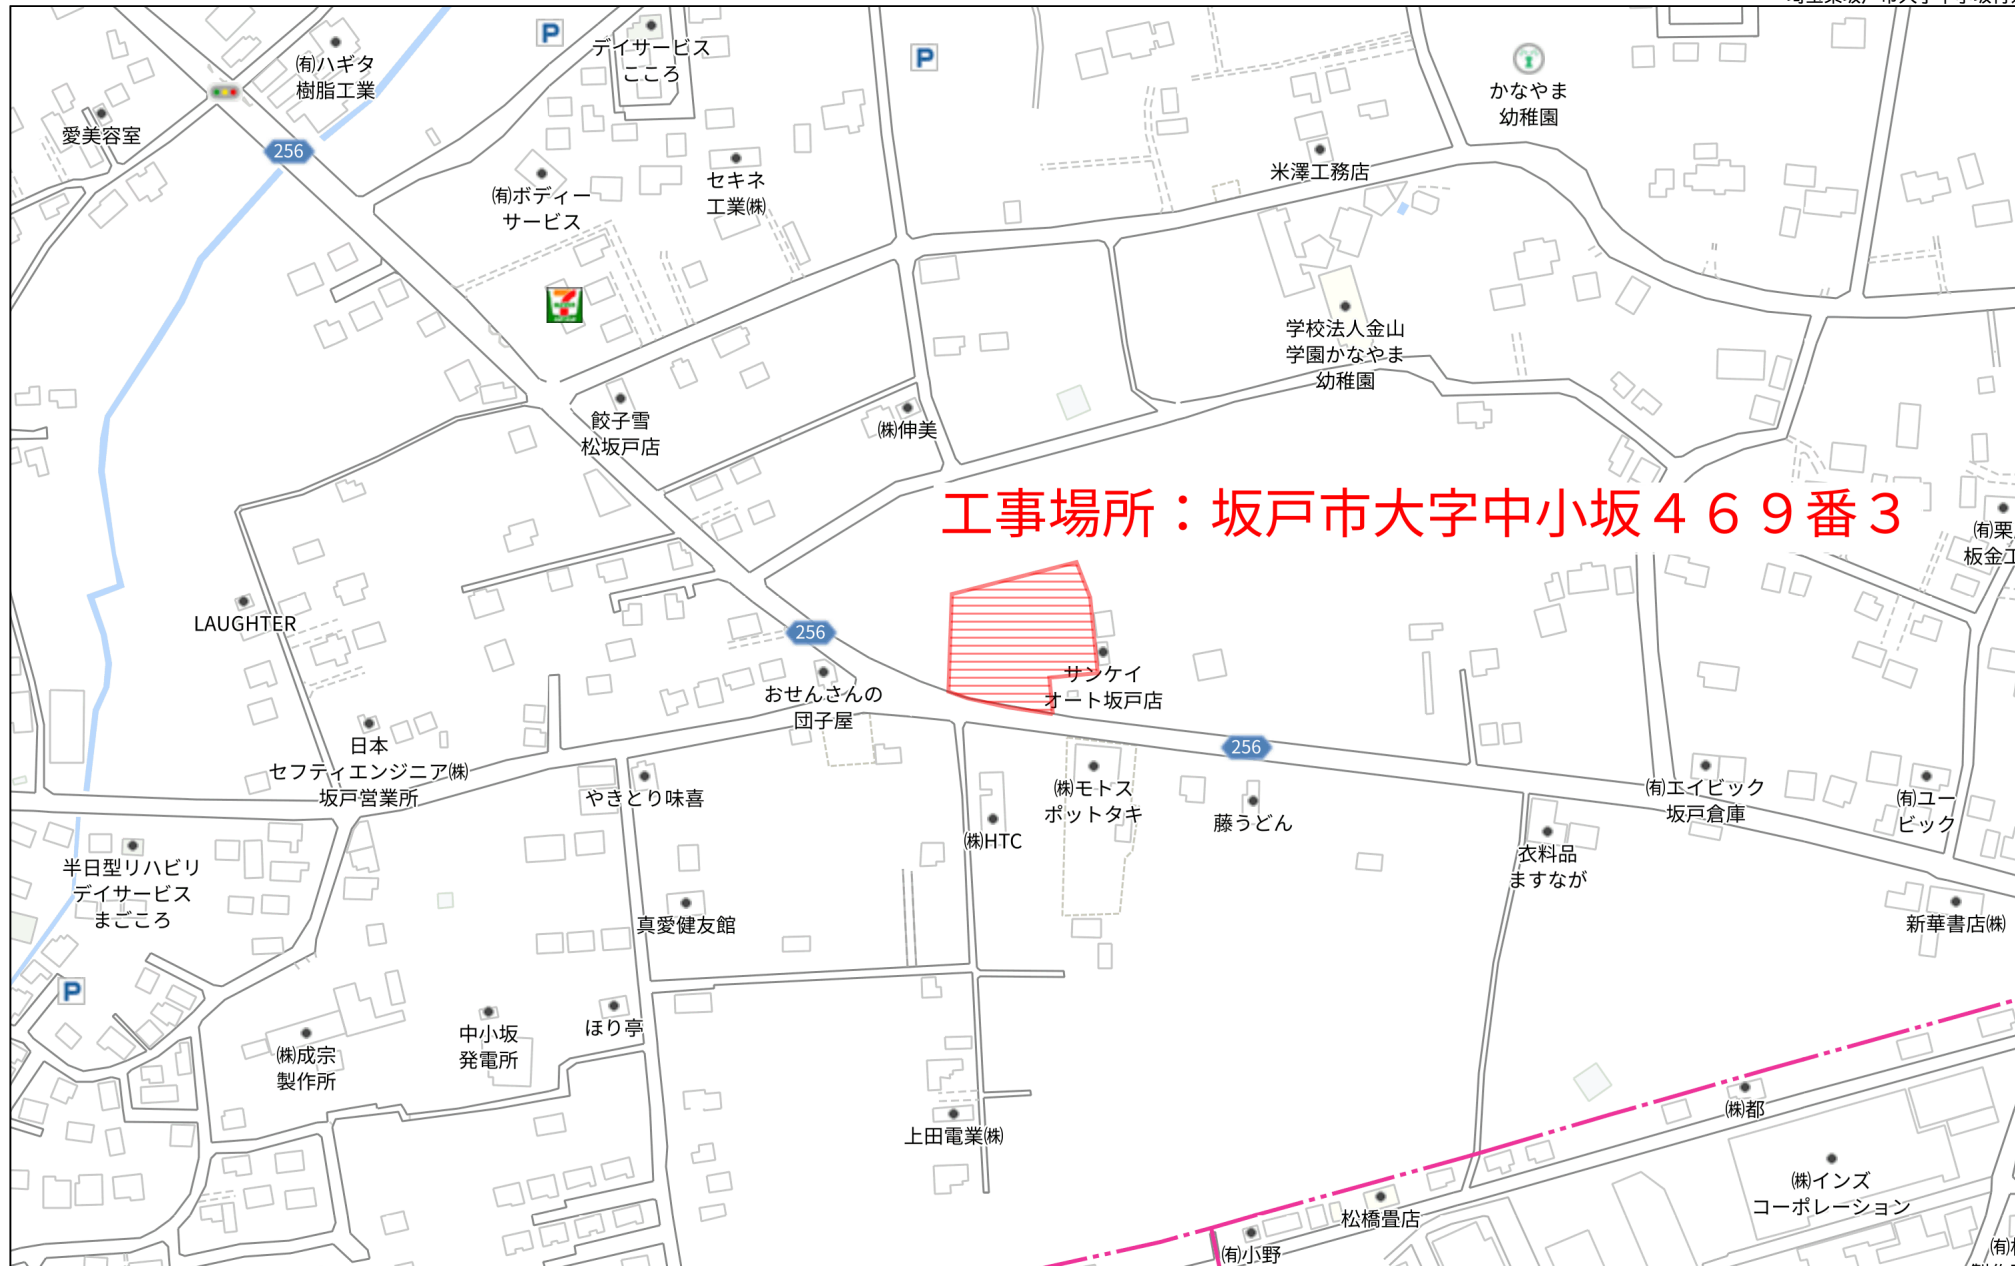 ㈲ハギタ
樹脂工業
デイサービス
こころ
かなやま
幼稚園
愛美容室
256
米澤工務店
㈲ボディー
サービス
セキネ
工業㈱
学校法人金山
学園かなやま
幼稚園
餃子雪
松坂戸店
㈱伸美
工事場所：坂戸市大字中小坂４６９番３
㈲栗
板金工
LAUGHTER
256
サンケイ
オート坂戸店
おせんさんの
団子屋
日本
セフティエンジニア㈱
坂戸営業所
256
やきとり味喜
㈱モトス
ポットタキ
㈱HTC
藤うどん
㈲エイビック
坂戸倉庫
㈲ユー
ビック
衣料品
ますなが
半日型リハビリ
デイサービス
まごころ
真愛健友館
新華書店㈱
P
P
P
㈱成宗
製作所
中小坂
発電所
ほり亭
上田電業㈱
㈱都
㈱インズ
コーポレーション
松橋畳店
㈲小野